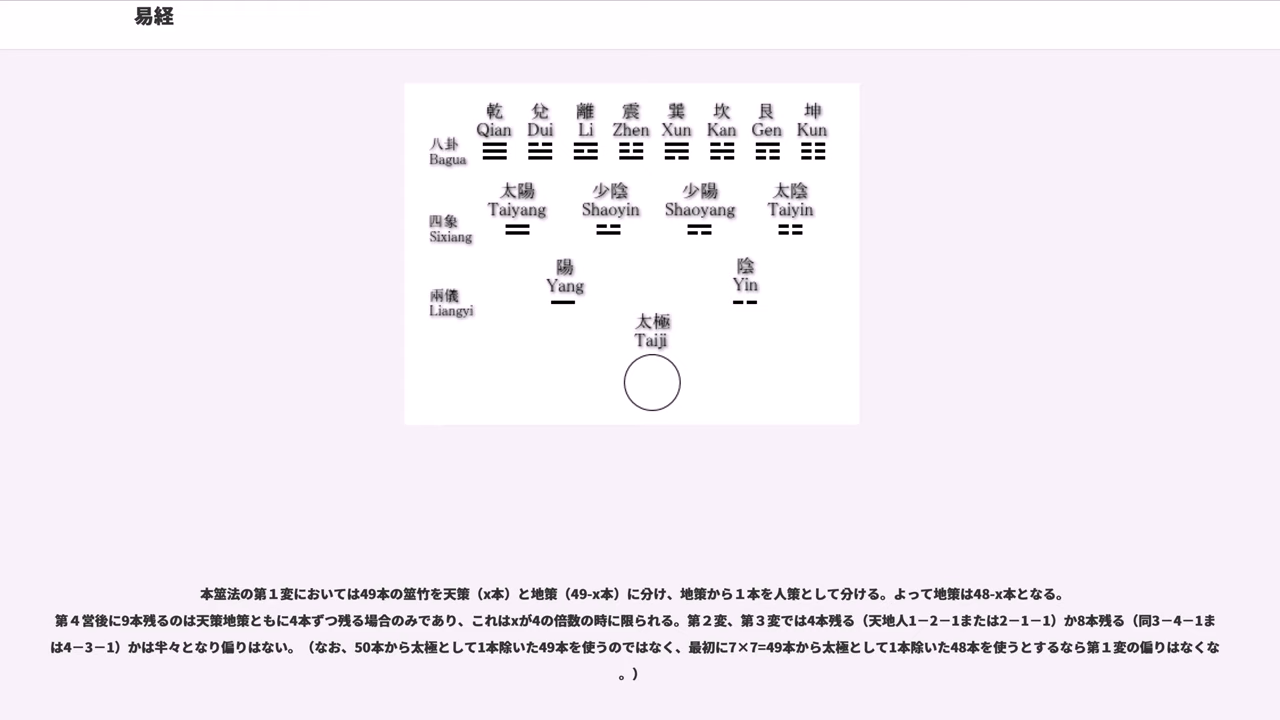 易経
乾 兌 離 震 巽 坎 艮 坤
Qian Dui Li Zhen Xun Kan Gen Kun
八卦
Bagua
太陽 少陰 少陽 太陰
Taiyang Shaoyin Shaoyang Taiyin
四象
Sixiang
陽 陰
Yang Yin
兩儀
Liangyi
太極
Taiji
本筮法の第１変においては49本の筮竹を天策（x本）と地策（49-x本）に分け、地策から１本を人策として分ける。よって地策は48-x本となる。
第４営後に9本残るのは天策地策ともに4本ずつ残る場合のみであり、これはxが4の倍数の時に限られる。第２変、第３変では4本残る（天地人1－2－1または2－1－1）か8本残る（同3－4－1ま
は4－3－1）かは半々となり偏りはない。（なお、50本から太極として1本除いた49本を使うのではなく、最初に7×7=49本から太極として1本除いた48本を使うとするなら第１変の偏りはなくな
。）